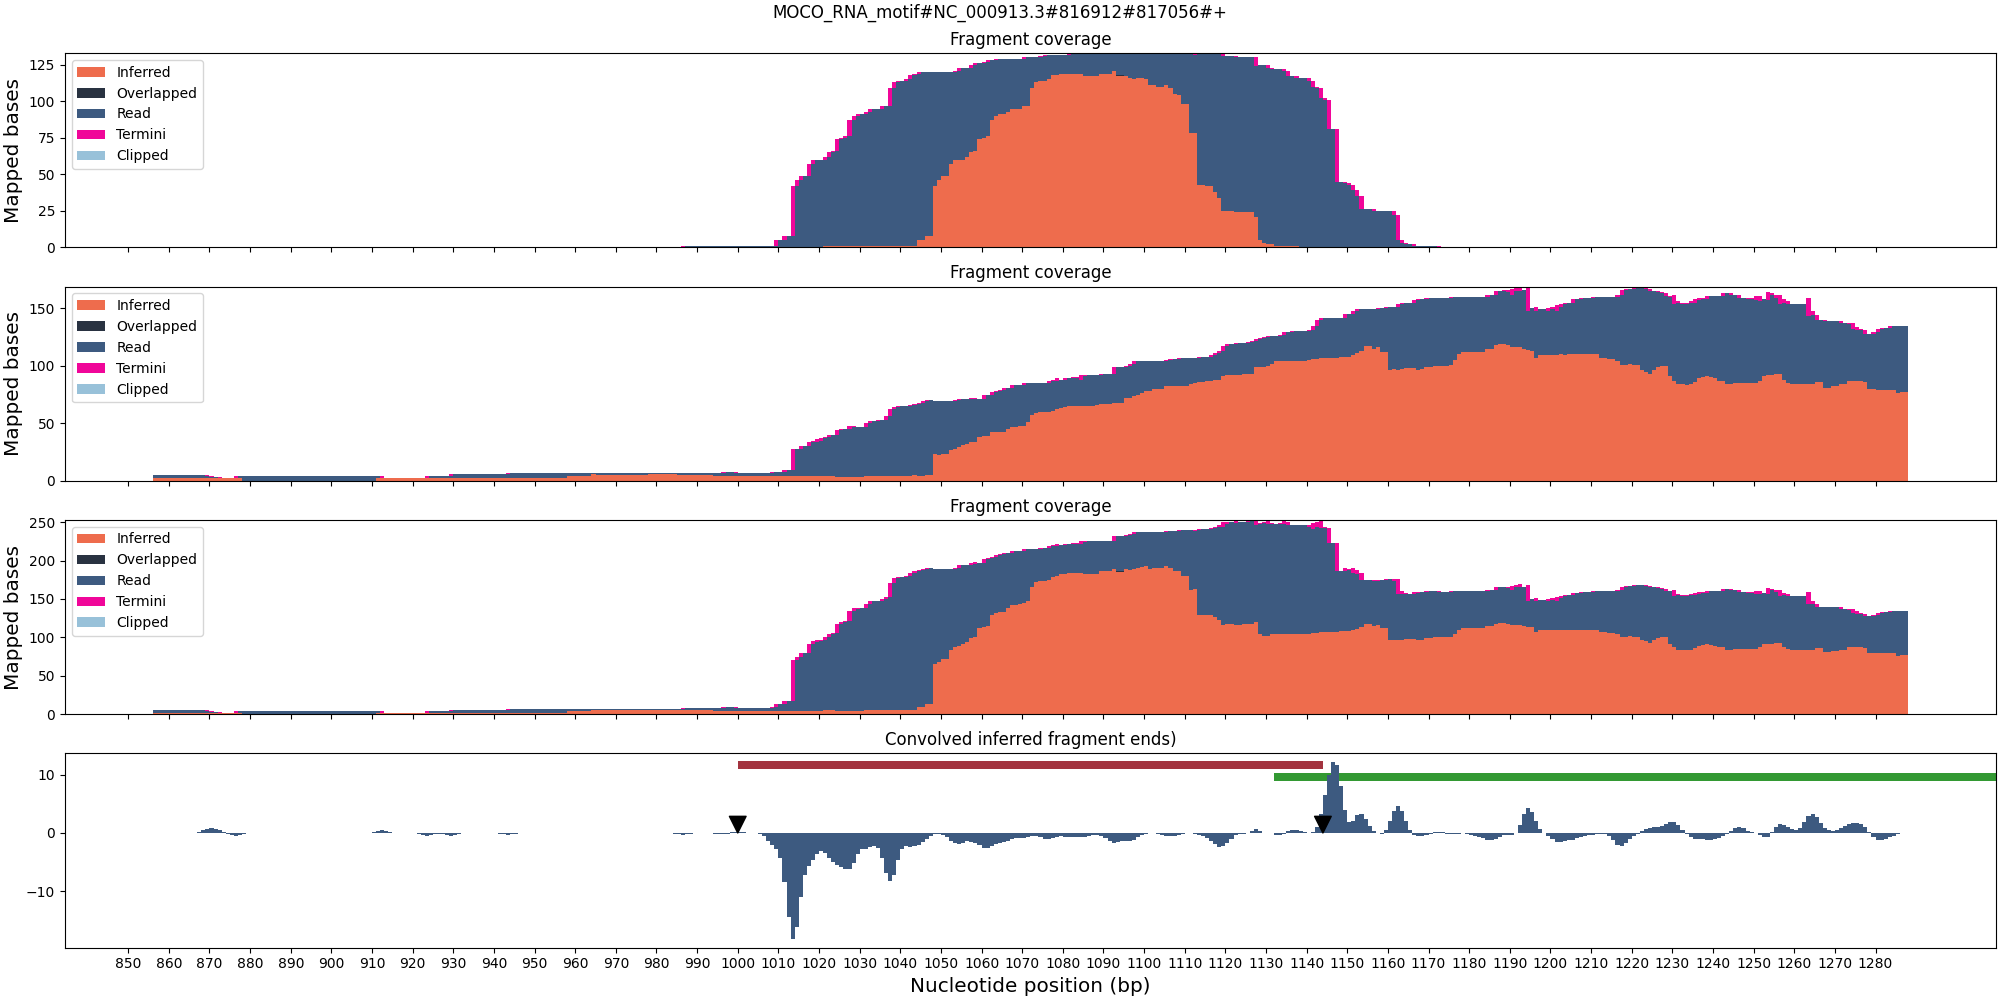 MOCO_RNA_motif#NC_000913.3#816912#817056#+
Fragment coverage
Mapped bases
125
100
75
50
25
0
Inferred
Overlapped
Read
Termini
Clipped
Fragment coverage
Mapped bases
150
100
50
0
Inferred
Overlapped
Read
Termini
Clipped
Fragment coverage
Mapped bases
250
200
150
100
50
0
Inferred
Overlapped
Read
Termini
Clipped
Convolved inferred fragment ends)
10
0
−10
850 860 870 880 890 900 910 920 930 940 950 960 970 980 990 1000 1010 1020 1030 1040 1050 1060 1070 1080 1090 1100 1110 1120 1130 1140 1150 1160 1170 1180 1190 1200 1210 1220 1230 1240 1250 1260 1270 1280
Nucleotide position (bp)